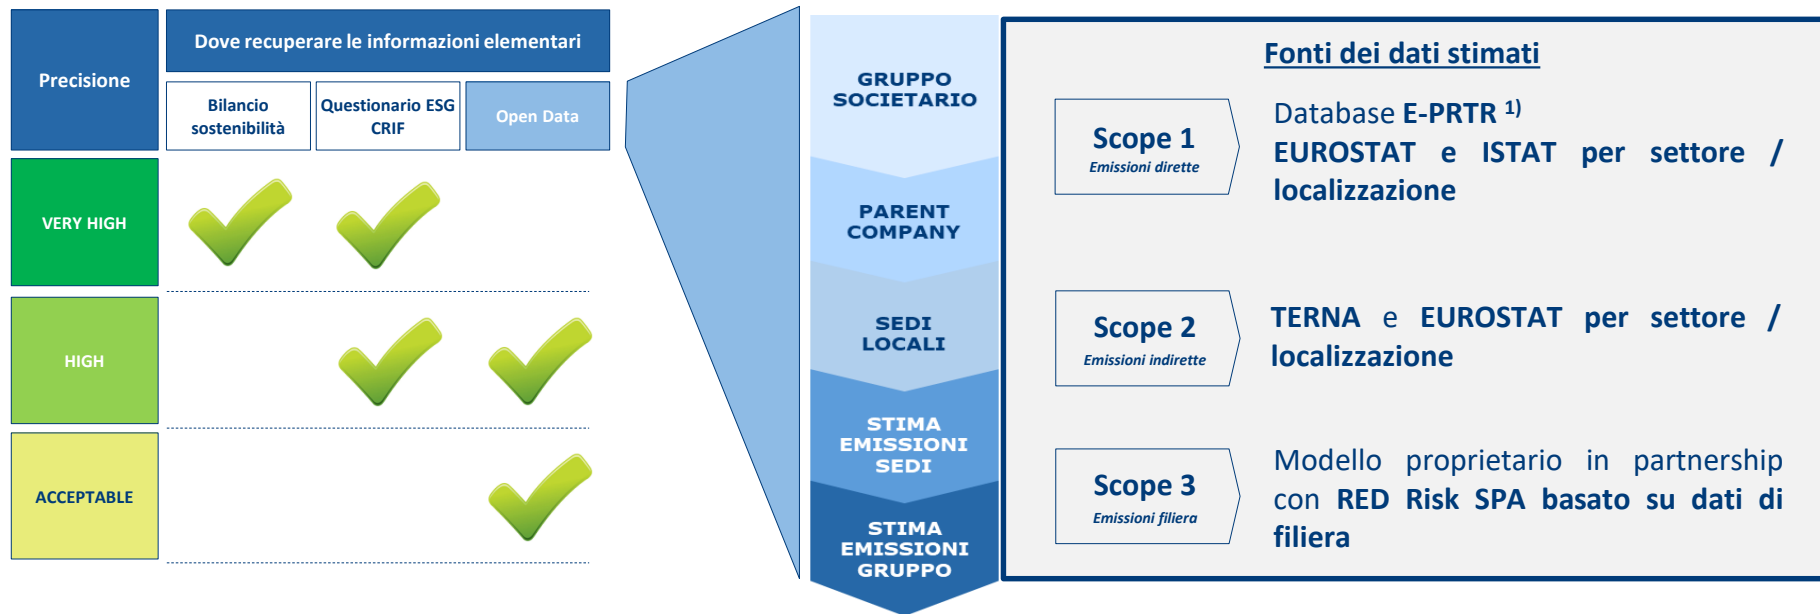 Precisione
Dove recuperare le informazioni elementari
Bilancio
sostenibilità
Questionario ESG
CRIF
Open Data
VERY HIGH
HIGH
ACCEPTABLE
GRUPPO
SOCIETARIO
PARENT
COMPANY
SEDI
LOCALI
STIMA
EMISSIONI
SEDI
STIMA
EMISSIONI
GRUPPO
Fonti dei dati stimati
Scope 1
Emissioni dirette
Database E-PRTR 1)
EUROSTAT e ISTAT per settore /
localizzazione
Scope 2
Emissioni indirette
TERNA e EUROSTAT per settore /
localizzazione
Scope 3
Emissioni filiera
Modello proprietario in partnership
con RED Risk SPA basato su dati di
filiera